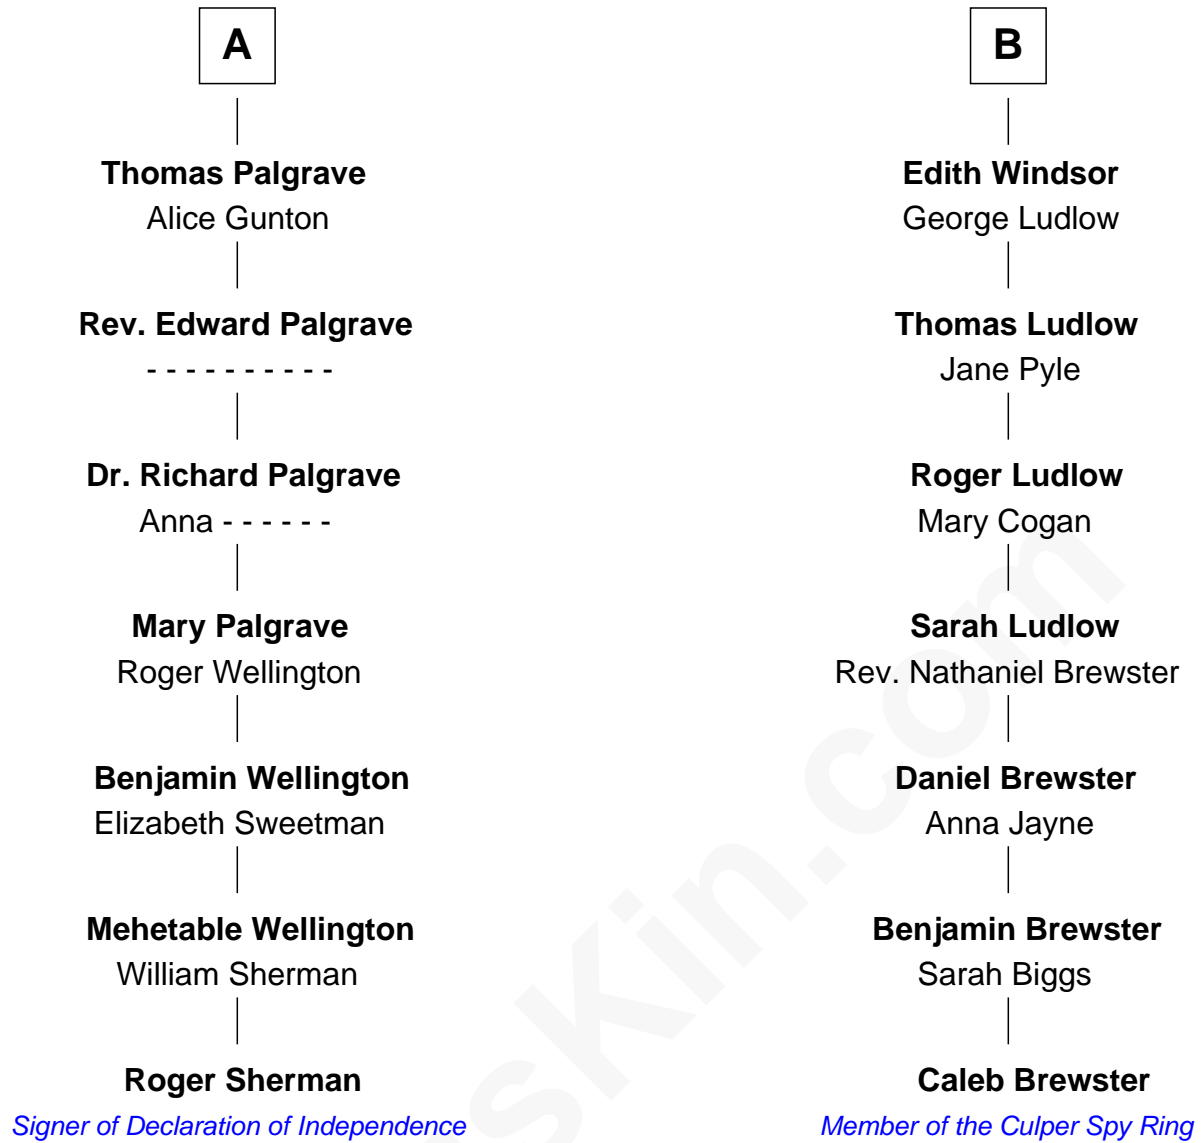 A
Thomas Palgrave
Alice Gunton
Rev. Edward Palgrave
- - - - - - - - - -
Dr. Richard Palgrave
Anna - - - - - -
Mary Palgrave
Roger Wellington
Benjamin Wellington
Elizabeth Sweetman
Mehetable Wellington
William Sherman
Roger Sherman
Signer of Declaration of Independence
B
Edith Windsor
George Ludlow
Thomas Ludlow
Jane Pyle
Roger Ludlow
Mary Cogan
Sarah Ludlow
Rev. Nathaniel Brewster
Daniel Brewster
Anna Jayne
Benjamin Brewster
Sarah Biggs
Caleb Brewster
Member of the Culper Spy Ring
sKin.com